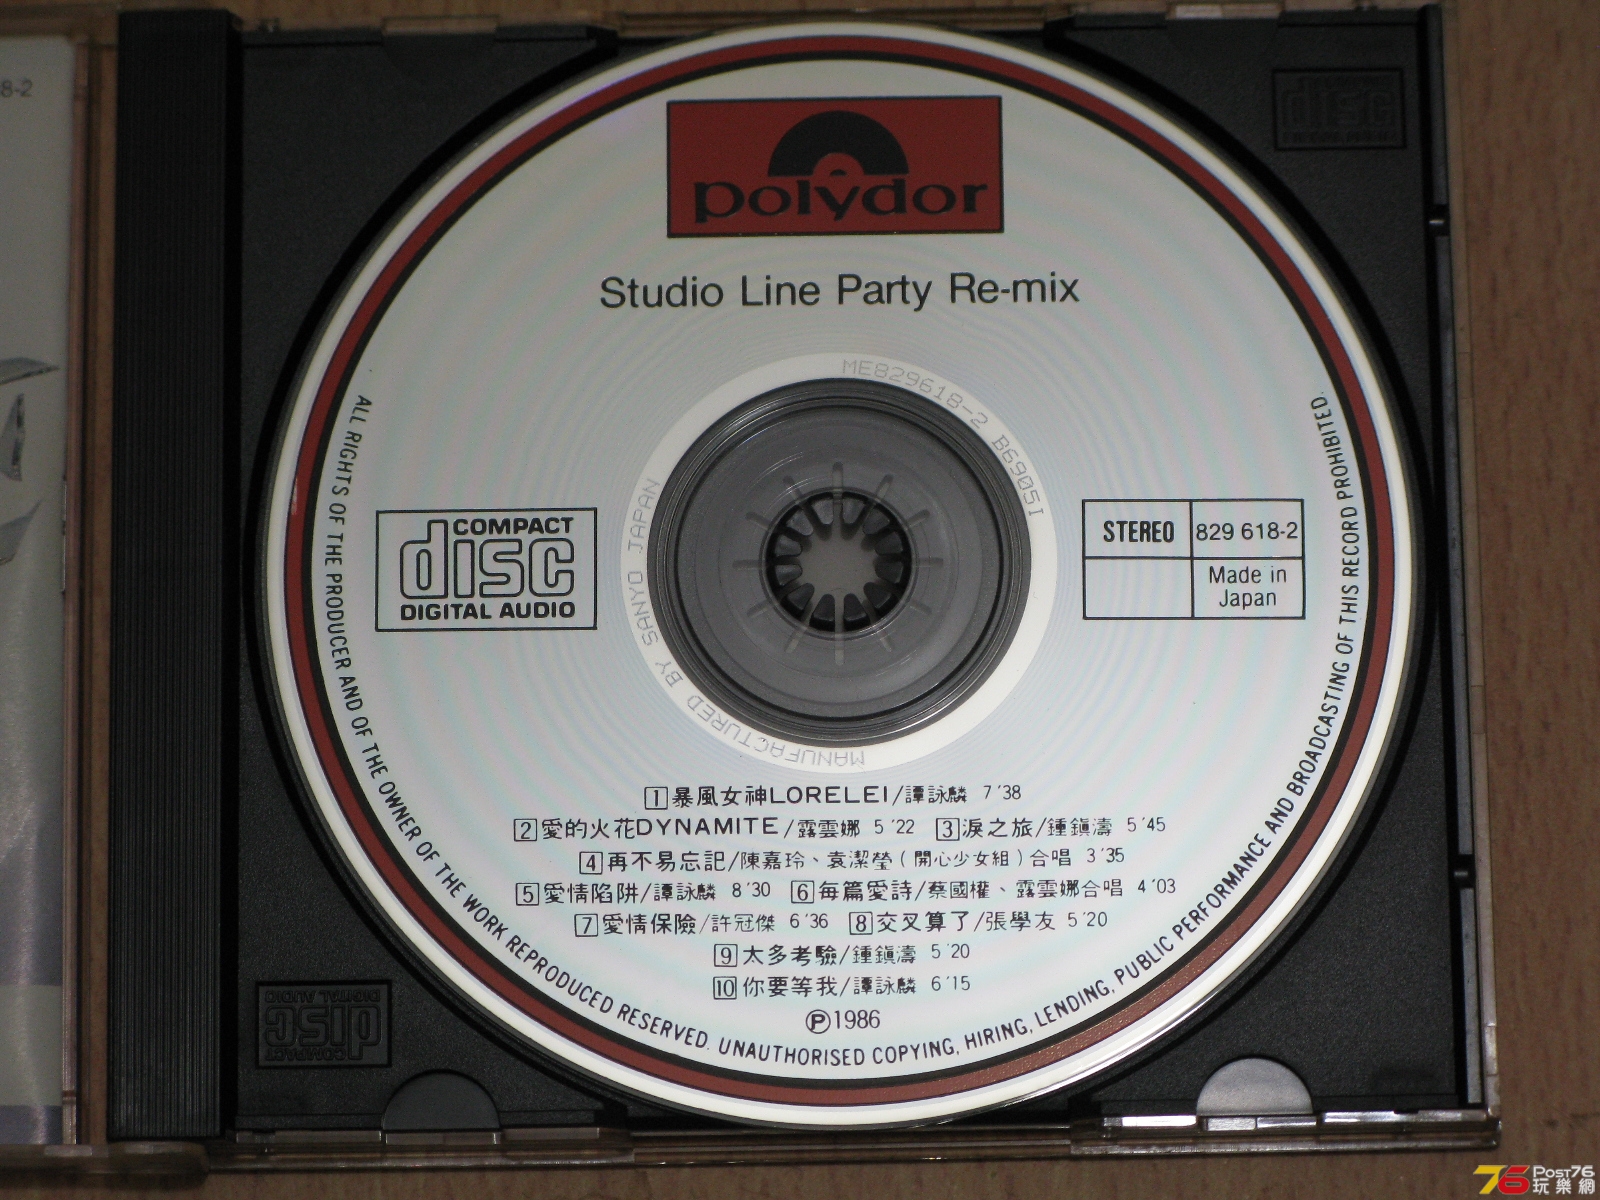 8-2
polydor
Studio Line Party Re-mix
ME829618-2 B6905I
MANUFACTURED BY SANYO JAPAN
COMPACT
disc
DIGITAL AUDIO
STEREO 829 618-2
Made in
Japan
1 暴風女神LORELEI/譚詠麟 7'38
2 愛的火花DYNAMITE/露雲娜 5'22 3 淚之旅/鍾鎮濤 5'45
4 再不易忘記/陳嘉玲、袁潔瑩(開心少女組)合唱 3'35
5 愛情陷阱/譚詠麟 8'30 6 每篇愛詩/蔡國權、露雲娜合唱 4'03
7 愛情保險/許冠傑 6'36 8 交叉算了/張學友 5'20
9 太多考驗/鍾鎮濤 5'20
10 你要等我/譚詠麟 6'15
Ⓟ1986
ALL RIGHTS OF THE PRODUCER AND OF THE OWNER OF THE WORK REPRODUCED RESERVED. UNAUTHORISED COPYING, HIRING, LENDING, PUBLIC PERFORMANCE AND BROADCASTING OF THIS RECORD PROHIBITED.
disc
COMPACT
disc
DIGITAL AUDIO
76 POST76
玩樂網